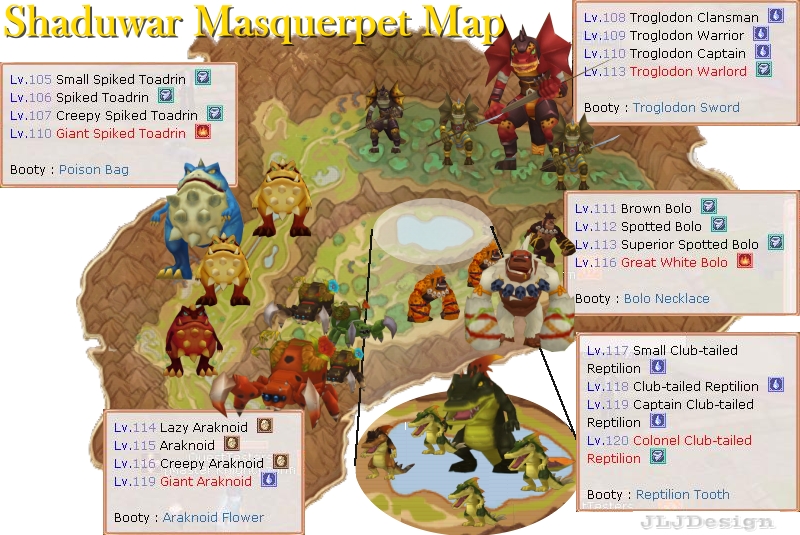 Shaduwar Masquerpet Map
Lv.105 Small Spiked Toadrin
Lv.106 Spiked Toadrin
Lv.107 Creepy Spiked Toadrin
Lv.110 Giant Spiked Toadrin
Booty : Poison Bag
Lv.108 Troglodon Clansman
Lv.109 Troglodon Warrior
Lv.110 Troglodon Captain
Lv.113 Troglodon Warlord
Booty : Troglodon Sword
Lv.111 Brown Bolo
Lv.112 Spotted Bolo
Lv.113 Superior Spotted Bolo
Lv.116 Great White Bolo
Booty : Bolo Necklace
Lv.114 Lazy Araknoid
Lv.115 Araknoid
Lv.116 Creepy Araknoid
Lv.119 Giant Araknoid
Booty : Araknoid Flower
Lv.117 Small Club-tailed
Reptilion
Lv.118 Club-tailed Reptilion
Lv.119 Captain Club-tailed
Reptilion
Lv.120 Colonel Club-tailed
Reptilion
Booty : Reptilion Tooth
JLJDesign